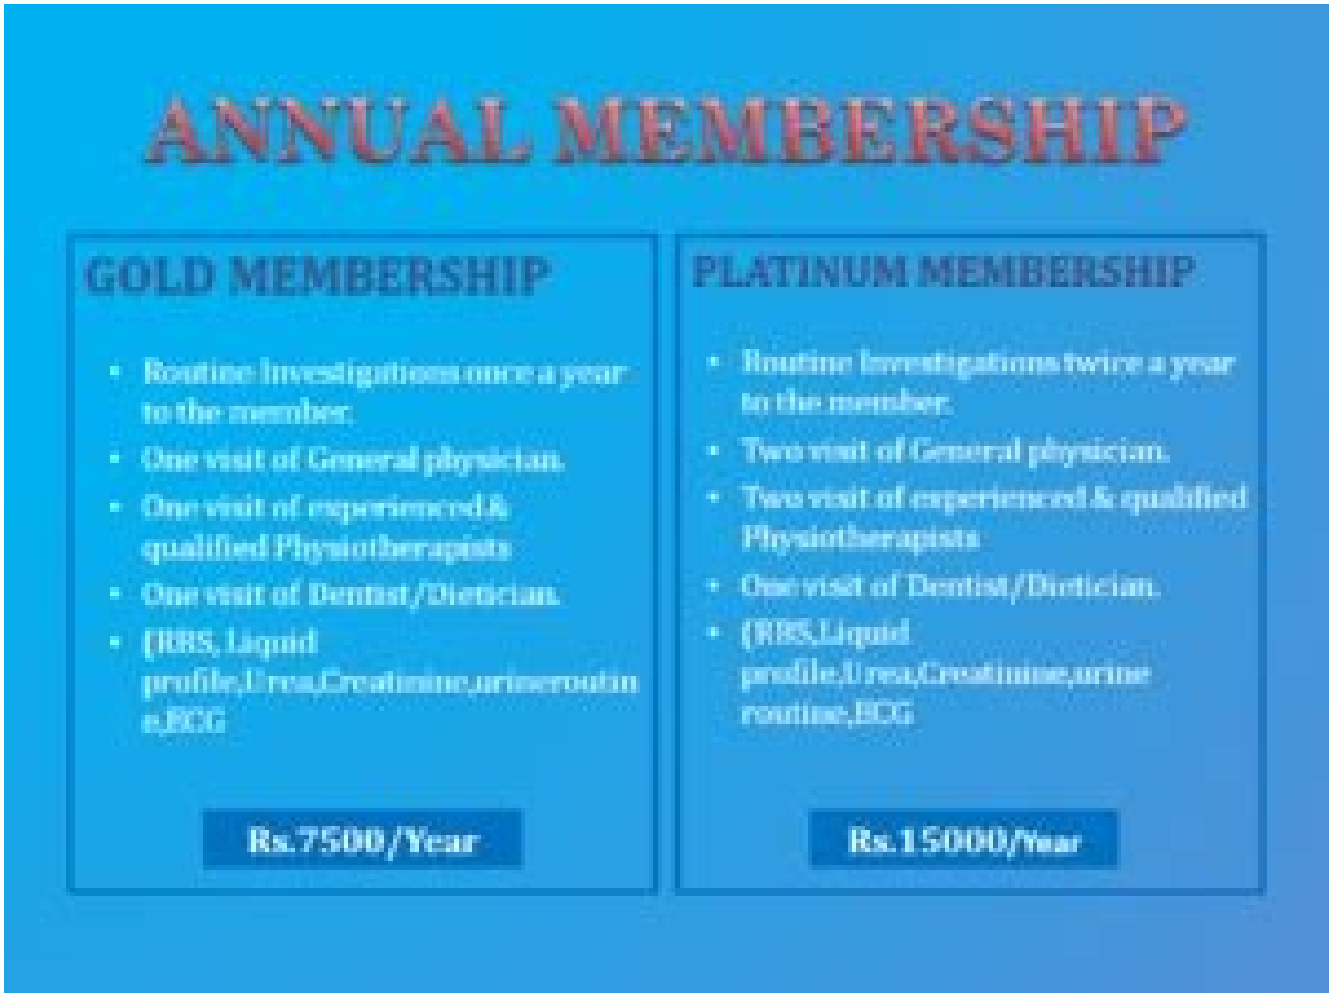 ANNUAL MEMBERSHIP
GOLD MEMBERSHIP
• Routine Investigations once a year
to the member.
• One visit of General physician.
• One visit of experienced &
qualified Physiotherapists
• One visit of Dentist/Dietician.
• (RBS, Liquid
profile,Urea,Creatinine,urineroutin
e,ECG
Rs.7500/Year
PLATINUM MEMBERSHIP
• Routine Investigations twice a year
to the member.
• Two visit of General physician.
• Two visit of experienced & qualified
Physiotherapists
• One visit of Dentist/Dietician.
• (RBS,Liquid
profile,Urea,Creatinine,urine
routine,ECG
Rs.15000/Year